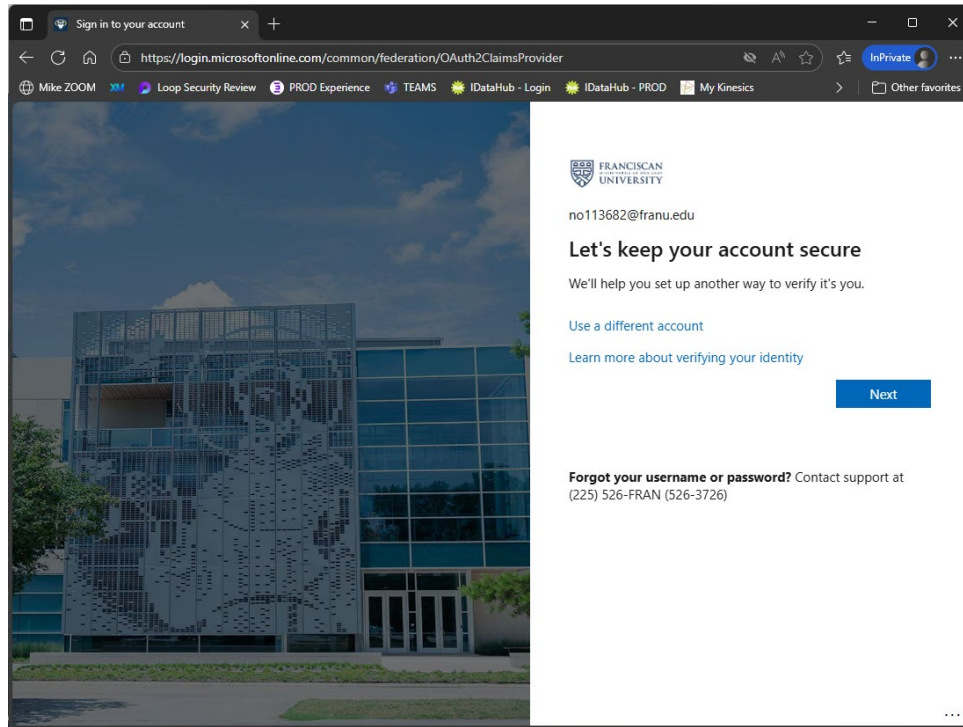 Sign in to your account
https://login.microsoftonline.com/common/federation/OAuth2ClaimsProvider
InPrivate
Mike ZOOM
XM
Loop Security Review
PROD Experience
TEAMS
IDataHub - Login
IDataHub - PROD
My Kinesics
Other favorites
FRANCISCAN
UNIVERSITY
no113682@franu.edu
Let's keep your account secure
We'll help you set up another way to verify it's you.
Use a different account
Learn more about verifying your identity
Next
Forgot your username or password? Contact support at
(225) 526-FRAN (526-3726)